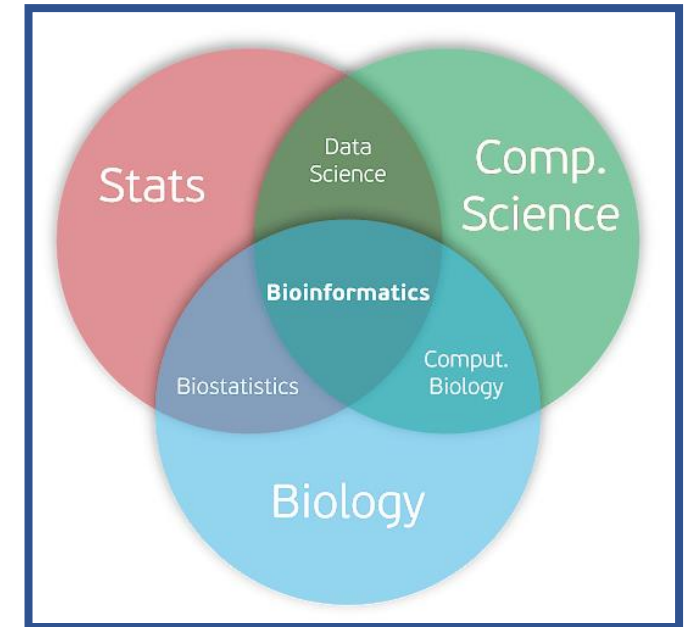 Data
Science
Stats
Comp.
Science
Bioinformatics
Biostatistics
Comput.
Biology
Biology